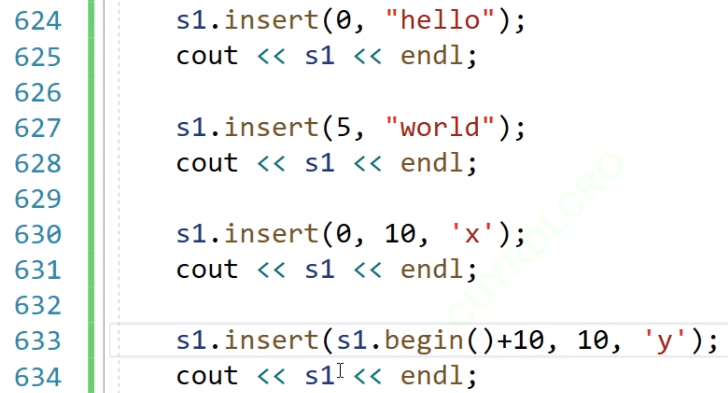 624 s1.insert(0, "hello");
625 cout << s1 << endl;
626
627 s1.insert(5, "world");
628 cout << s1 << endl;
629
630 s1.insert(0, 10, 'x');
631 cout << s1 << endl;
632
633 s1.insert(s1.begin()+10, 10, 'y');
634 cout << s1 << endl;
CUYRDLCRO